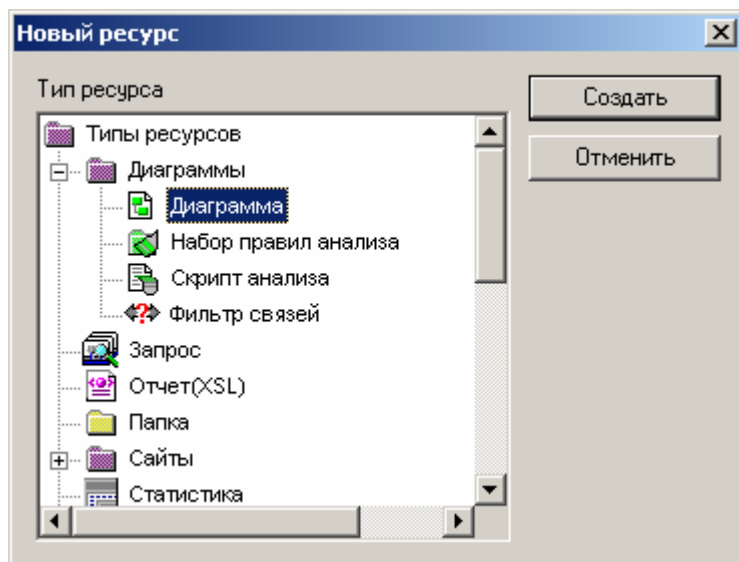 Новый ресурс
Тип ресурса
Создать
Отменить
Типы ресурсов
Диаграммы
Диаграмма
Набор правил анализа
Скрипт анализа
Фильтр связей
Запрос
Отчет(XSL)
Папка
Сайты
Статистика